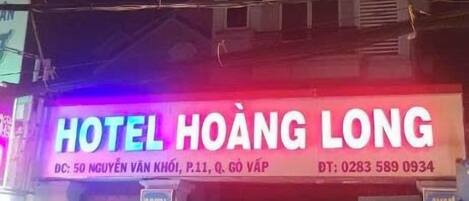 HOTEL HOÀNG LONG
ĐC: 50 NGUYỄN VĂN KHỐI, P.11, Q. GÒ VẤP ĐT: 0283 589 0934